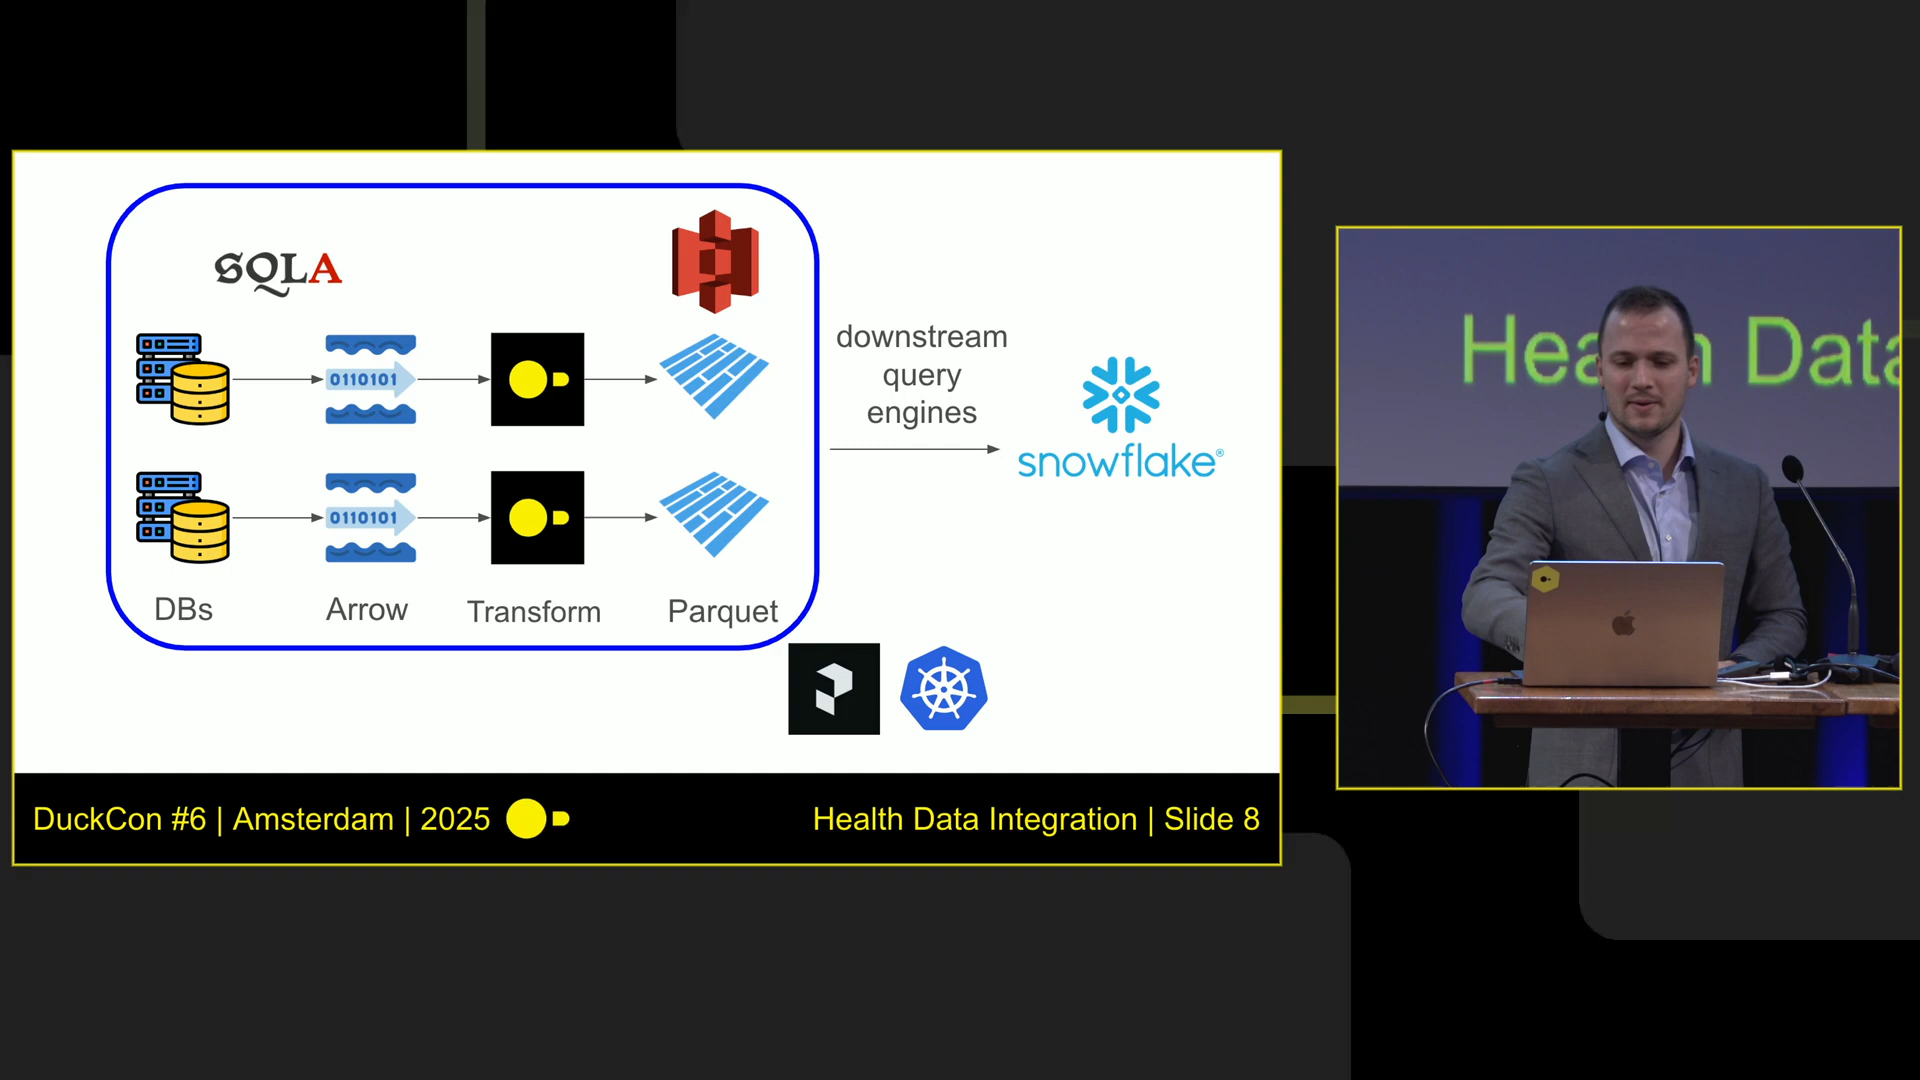 SQLA
0110101
0110101
DBs
Arrow
Transform
Parquet
downstream
query
engines
snowflake®
DuckCon #6 | Amsterdam | 2025
Health Data Integration | Slide 8
Hea h Data